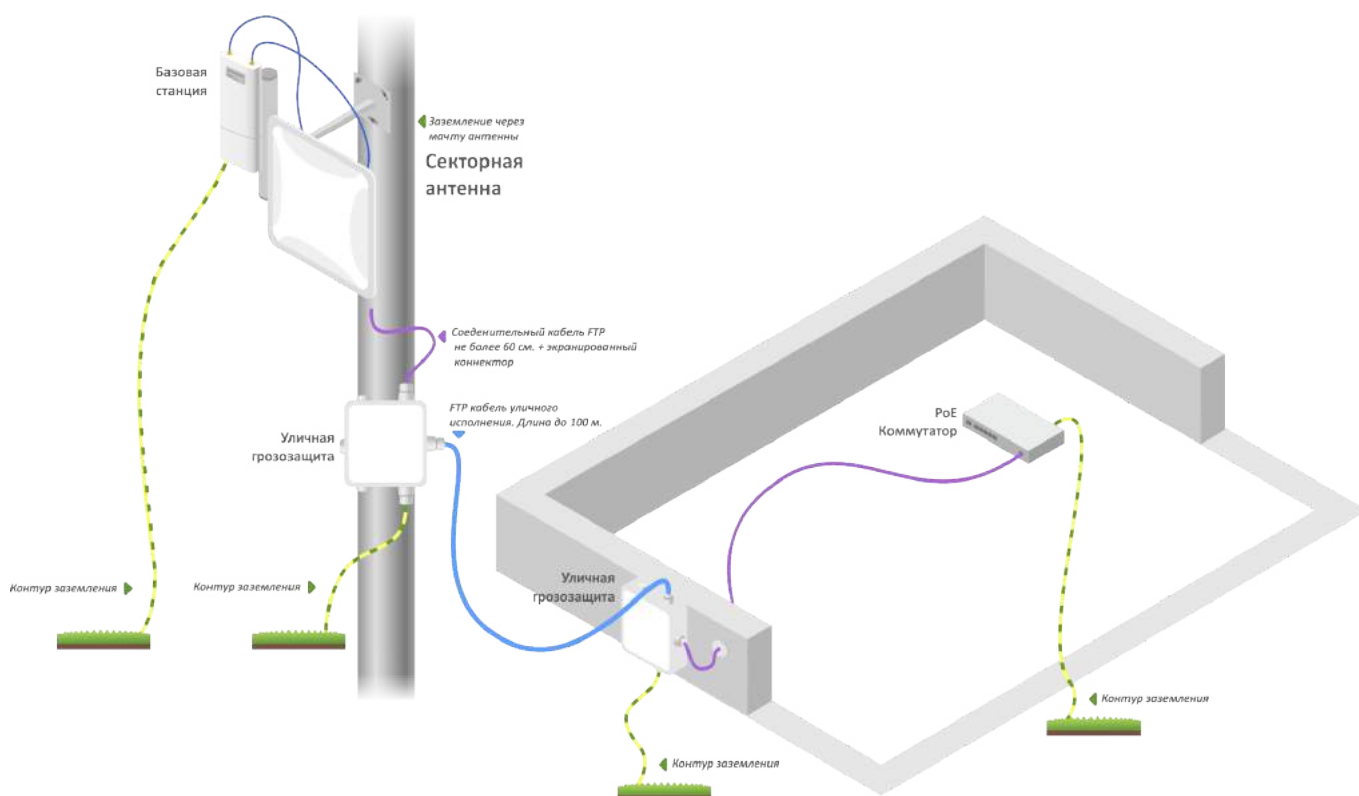 Базовая
станция
Заземление через
мачту антенны
Секторная
антенна
Соеденительный кабель FTP
не более 60 см. + экранированный
коннектор
FTP кабель уличного
исполнения. Длина до 100 м.
Уличная
грозозащита
PoE
Коммутатор
Контур заземления
Контур заземления
Уличная
грозозащита
Контур заземления
Контур заземления